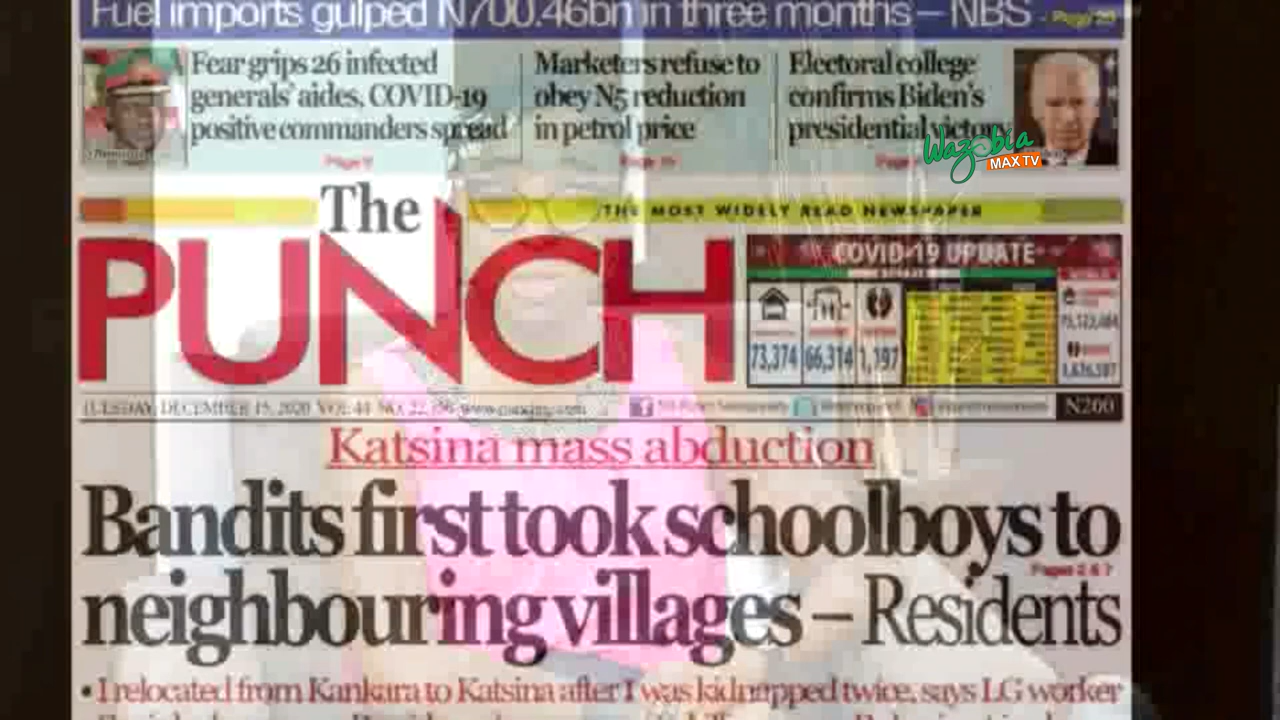 Fuel imports gulped N700.46bn in three months – NBS
Fear grips 26 infected
generals' aides, COVID-19
positive commanders spread
Marketers refuse to
obey N5 reduction
in petrol price
Electoral college
confirms Biden's
presidential victory
Wazobia
MAX TV
The
PUNCH
THE MOST WIDELY READ NEWSPAPER
COVID-19 UPDATE
73,374 66,314 1,197
TUESDAY, DECEMBER 15, 2020
N200
Katsina mass abduction
Bandits first took schoolboys to
neighbouring villages – Residents
• I relocated from Kankara to Katsina after I was kidnapped twice, says LG worker